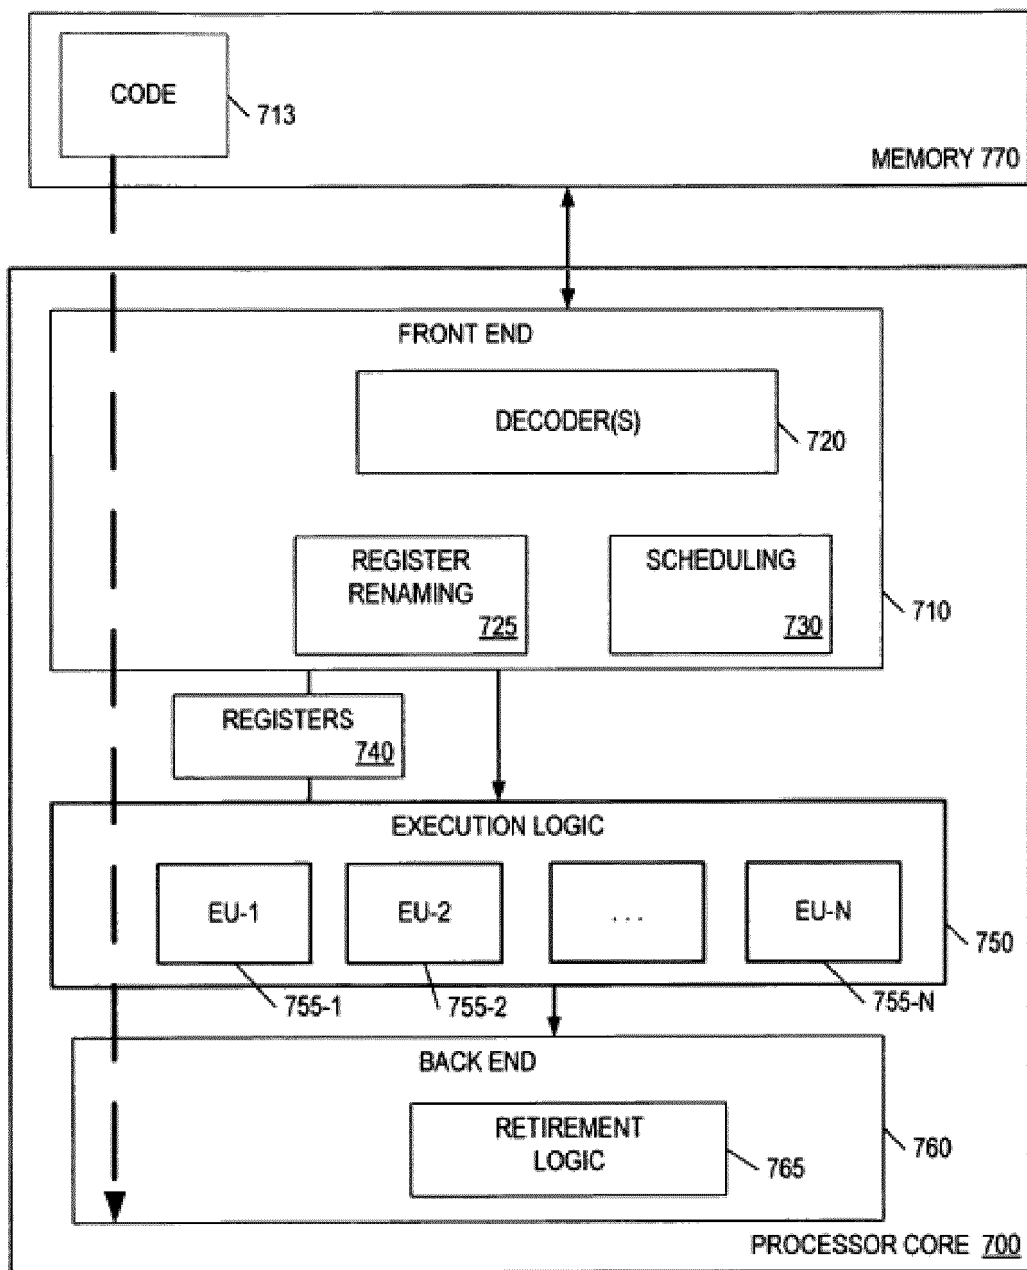 CODE
713
MEMORY 770
FRONT END
DECODER(S)
720
REGISTER
RENAMING
725
SCHEDULING
730
710
REGISTERS
740
EXECUTION LOGIC
EU-1
EU-2
. . .
EU-N
750
755-1
755-2
755-N
BACK END
RETIREMENT
LOGIC
765
760
PROCESSOR CORE 700